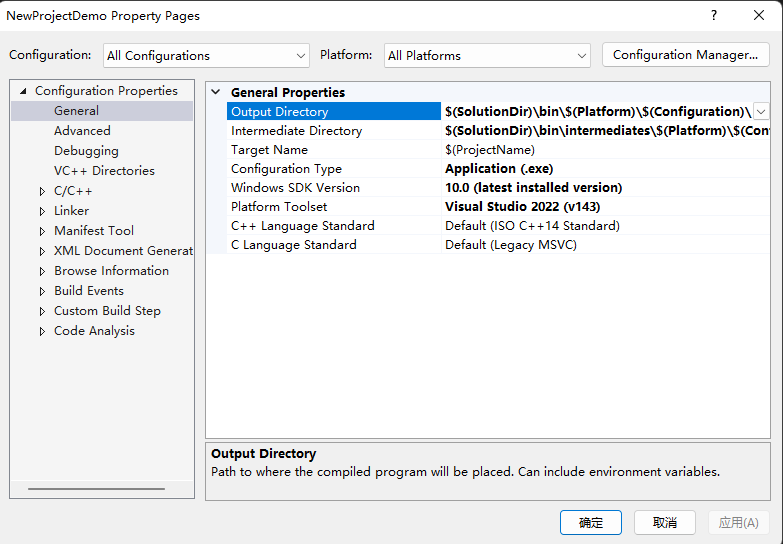 NewProjectDemo Property Pages
Configuration: All Configurations Platform: All Platforms Configuration Manager...
Configuration Properties
General
Advanced
Debugging
VC++ Directories
C/C++
Linker
Manifest Tool
XML Document Generat
Browse Information
Build Events
Custom Build Step
Code Analysis
General Properties
Output Directory $(SolutionDir)\bin\$(Platform)\$(Configuration)\
Intermediate Directory $(SolutionDir)\bin\intermediates\$(Platform)\$(Con
Target Name $(ProjectName)
Configuration Type Application (.exe)
Windows SDK Version 10.0 (latest installed version)
Platform Toolset Visual Studio 2022 (v143)
C++ Language Standard Default (ISO C++14 Standard)
C Language Standard Default (Legacy MSVC)
Output Directory
Path to where the compiled program will be placed. Can include environment variables.
确定 取消 应用(A)